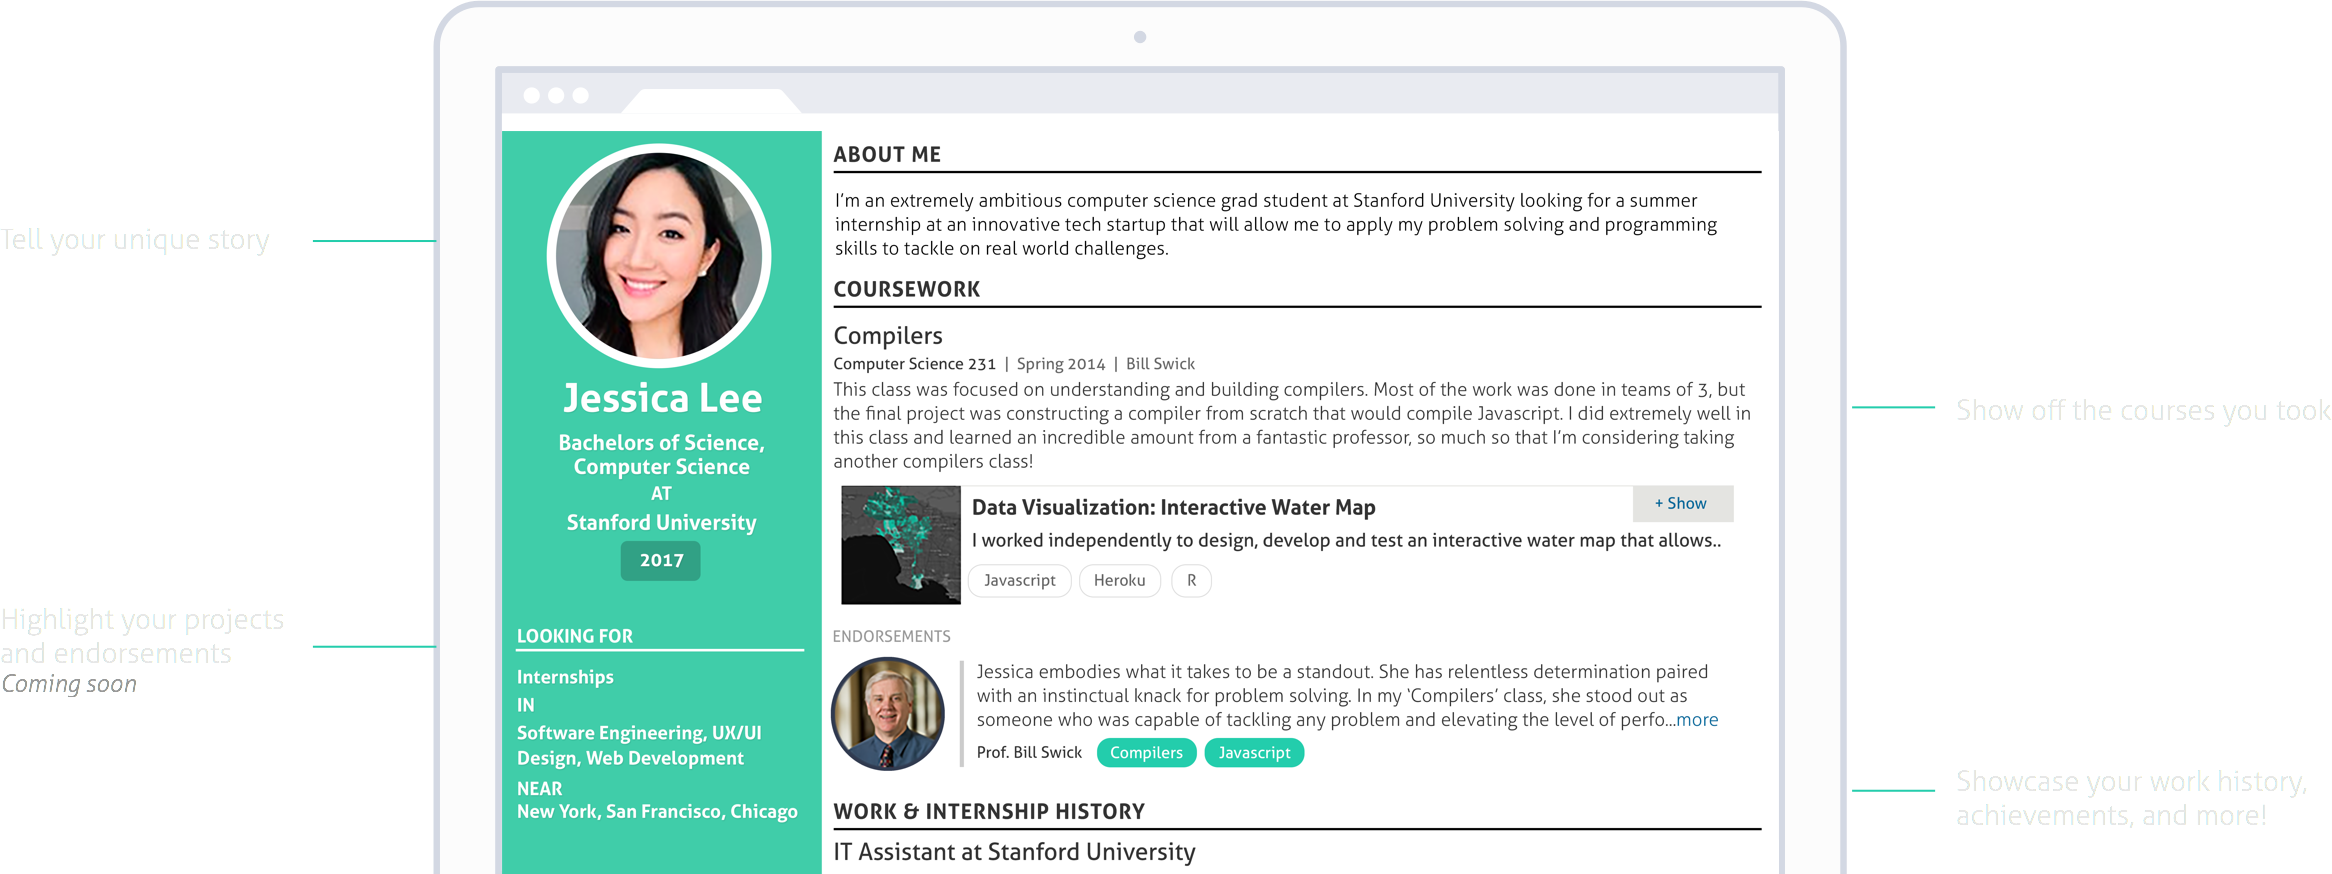 Tell your unique story
Highlight your projects
and endorsements
Coming soon
Jessica Lee
Bachelors of Science,
Computer Science
AT
Stanford University
2017
LOOKING FOR
Internships
IN
Software Engineering, UX/UI
Design, Web Development
NEAR
New York, San Francisco, Chicago
ABOUT ME
I'm an extremely ambitious computer science grad student at Stanford University looking for a summer
internship at an innovative tech startup that will allow me to apply my problem solving and programming
skills to tackle on real world challenges.
COURSEWORK
Compilers
Computer Science 231 | Spring 2014 | Bill Swick
This class was focused on understanding and building compilers. Most of the work was done in teams of 3, but
the final project was constructing a compiler from scratch that would compile Javascript. I did extremely well in
this class and learned an incredible amount from a fantastic professor, so much so that I'm considering taking
another compilers class!
Data Visualization: Interactive Water Map
+ Show
I worked independently to design, develop and test an interactive water map that allows..
Javascript Heroku R
ENDORSEMENTS
Jessica embodies what it takes to be a standout. She has relentless determination paired
with an instinctual knack for problem solving. In my 'Compilers' class, she stood out as
someone who was capable of tackling any problem and elevating the level of perfo...more
Prof. Bill Swick Compilers Javascript
WORK & INTERNSHIP HISTORY
IT Assistant at Stanford University
Show off the courses you took
Showcase your work history,
achievements, and more!